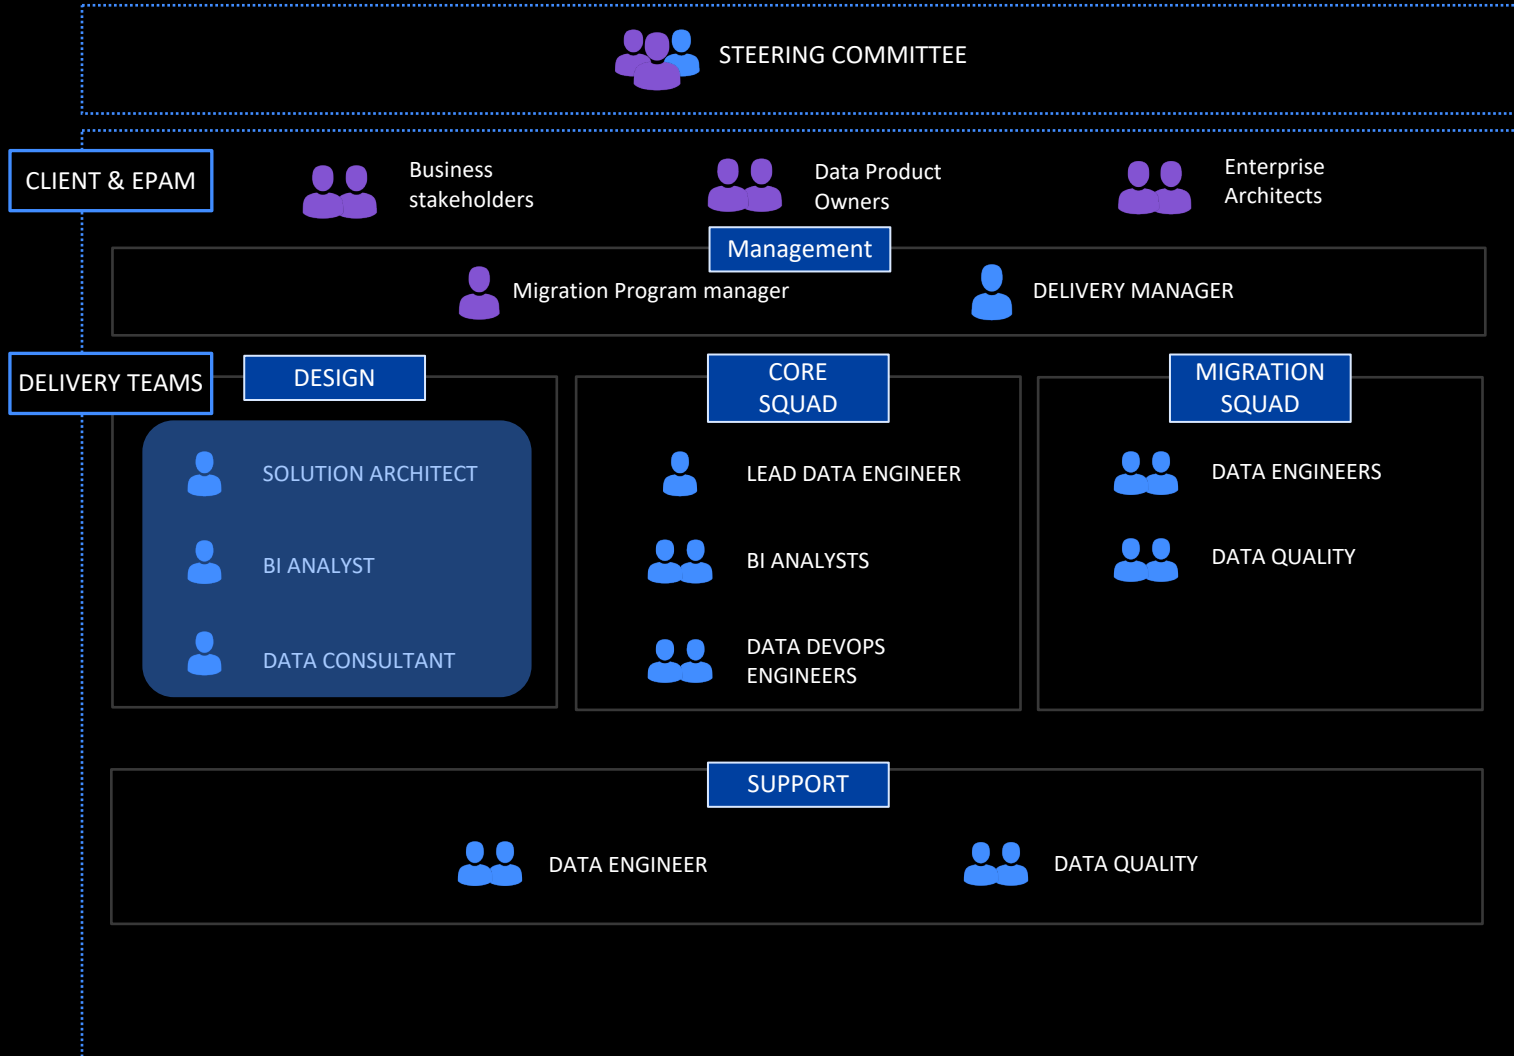 STEERING COMMITTEE
CLIENT & EPAM
Business
stakeholders
Data Product
Owners
Enterprise
Architects
Management
Migration Program manager
DELIVERY MANAGER
DELIVERY TEAMS
DESIGN
SOLUTION ARCHITECT
BI ANALYST
DATA CONSULTANT
CORE
SQUAD
LEAD DATA ENGINEER
BI ANALYSTS
DATA DEVOPS
ENGINEERS
MIGRATION
SQUAD
DATA ENGINEERS
DATA QUALITY
SUPPORT
DATA ENGINEER
DATA QUALITY